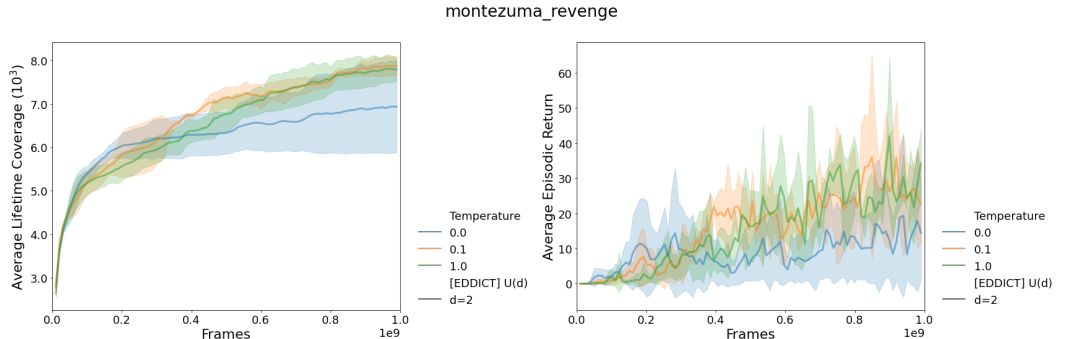 montezuma_revenge
Average Lifetime Coverage (10³)
8.0
7.0
6.0
5.0
4.0
3.0
0.0 0.2 0.4 0.6 0.8 1.0
1e9
Frames
Temperature
0.0
0.1
1.0
[EDDICT] U(d)
d=2
Average Episodic Return
60
50
40
30
20
10
0
0.0 0.2 0.4 0.6 0.8 1.0
1e9
Frames
Temperature
0.0
0.1
1.0
[EDDICT] U(d)
d=2